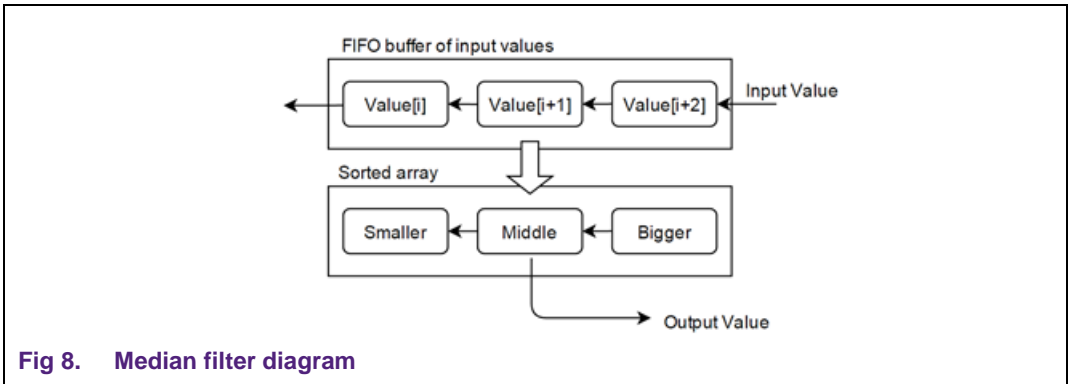 FIFO buffer of input values
Value[i] Value[i+1] Value[i+2] Input Value
Sorted array
Smaller Middle Bigger
Output Value
Fig 8. Median filter diagram